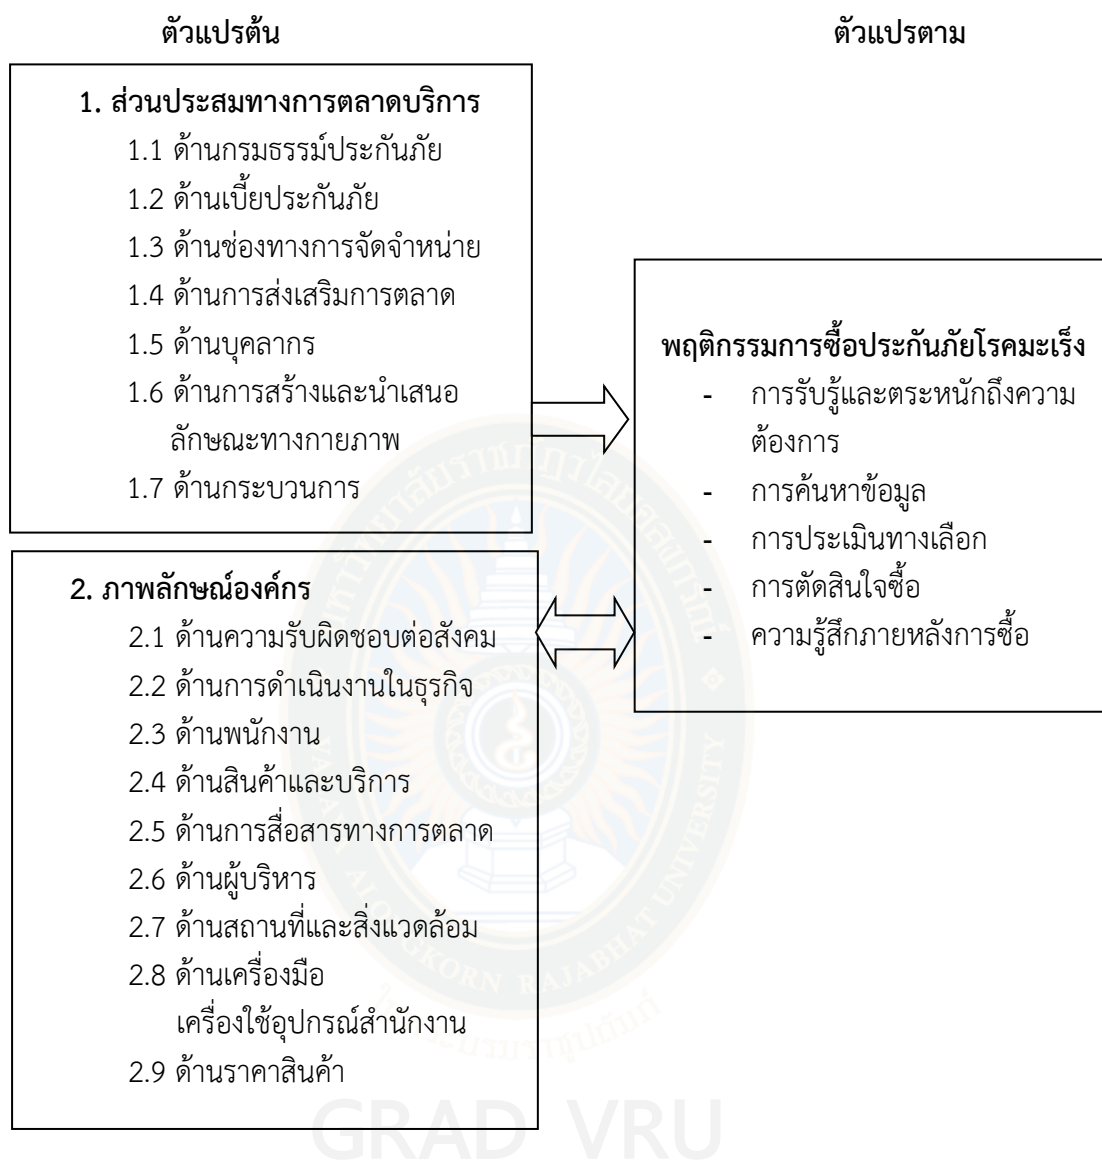 ตัวแปรต้น
ตัวแปรตาม
1. ส่วนประสมทางการตลาดบริการ
1.1 ด้านกรมธรรม์ประกันภัย
1.2 ด้านเบี้ยประกันภัย
1.3 ด้านช่องทางการจัดจำหน่าย
1.4 ด้านการส่งเสริมการตลาด
1.5 ด้านบุคลากร
1.6 ด้านการสร้างและนำเสนอ
ลักษณะทางกายภาพ
1.7 ด้านกระบวนการ
2. ภาพลักษณ์องค์กร
2.1 ด้านความรับผิดชอบต่อสังคม
2.2 ด้านการดำเนินงานในธุรกิจ
2.3 ด้านพนักงาน
2.4 ด้านสินค้าและบริการ
2.5 ด้านการสื่อสารทางการตลาด
2.6 ด้านผู้บริหาร
2.7 ด้านสถานที่และสิ่งแวดล้อม
2.8 ด้านเครื่องมือ
เครื่องใช้อุปกรณ์สำนักงาน
2.9 ด้านราคาสินค้า
พฤติกรรมการซื้อประกันภัยโรคมะเร็ง
- การรับรู้และตระหนักถึงความ
ต้องการ
- การค้นหาข้อมูล
- การประเมินทางเลือก
- การตัดสินใจซื้อ
- ความรู้สึกภายหลังการซื้อ
GRAD VRU